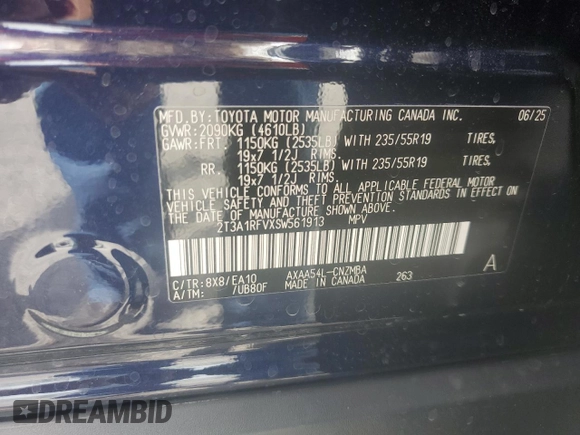 MFD.BY:TOYOTA MOTOR MANUFACTURING CANADA INC. 06/25
GVWR:2090KG (4610LB)
GAWR:FRT. 1150KG (2535LB) WITH 235/55R19 TIRES.
19x7 1/2J RIMS.
RR. 1150KG (2535LB) WITH 235/55R19 TIRES.
19x7 1/2J RIMS.
THIS VEHICLE CONFORMS TO ALL APPLICABLE FEDERAL MOTOR
VEHICLE SAFETY AND THEFT PREVENTION STANDARDS IN EFFECT ON
THE DATE OF MANUFACTURE SHOWN ABOVE.
2T3A1RFVXSW561913 MPV
C/TR:8X8/EA10 AXAA54L-CNZMBA 263 A
A/TM: /UB80F MADE IN CANADA
DREAMBID